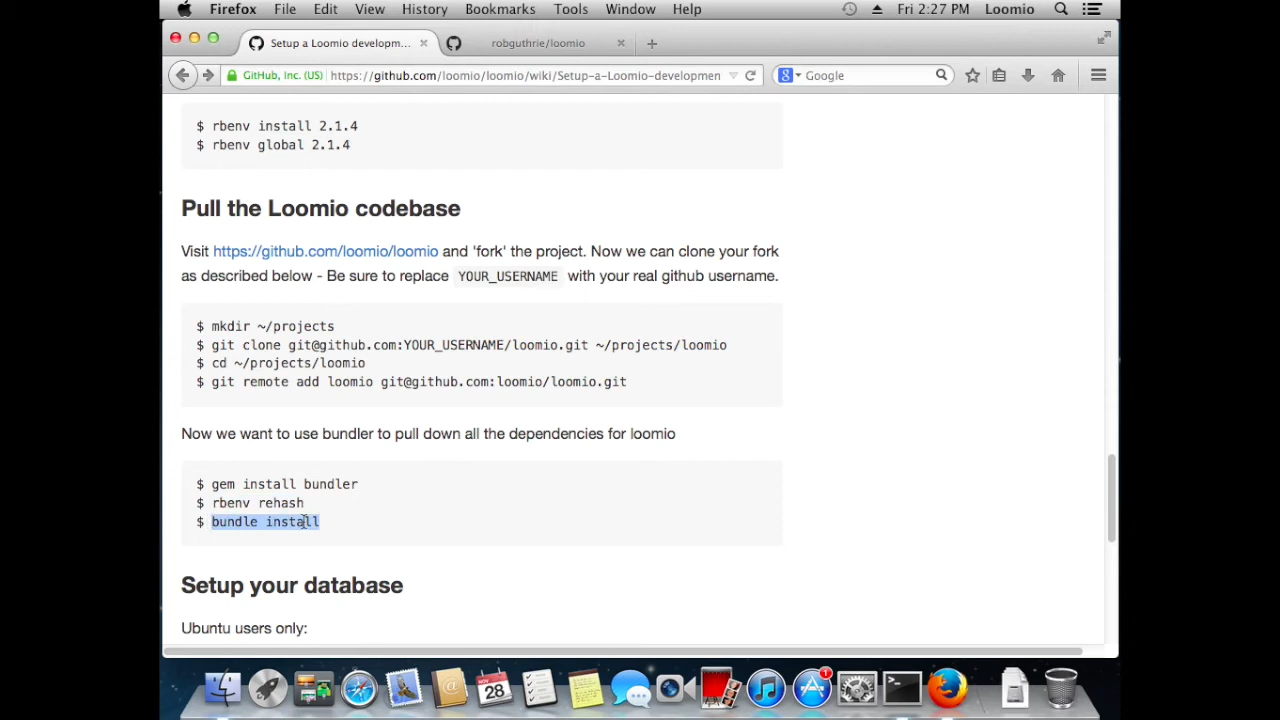 Firefox File Edit View History Bookmarks Tools Window Help Fri 2:27 PM Loomio
Setup a Loomio developm... robguthrie/loomio
GitHub, Inc. (US) https://github.com/loomio/loomio/wiki/Setup-a-Loomio-developmen Google
$ rbenv install 2.1.4
$ rbenv global 2.1.4
Pull the Loomio codebase
Visit https://github.com/loomio/loomio and 'fork' the project. Now we can clone your fork
as described below - Be sure to replace YOUR_USERNAME with your real github username.
$ mkdir ~/projects
$ git clone git@github.com:YOUR_USERNAME/loomio.git ~/projects/loomio
$ cd ~/projects/loomio
$ git remote add loomio git@github.com:loomio/loomio.git
Now we want to use bundler to pull down all the dependencies for loomio
$ gem install bundler
$ rbenv rehash
$ bundle install
Setup your database
Ubuntu users only:
NOV 28
1